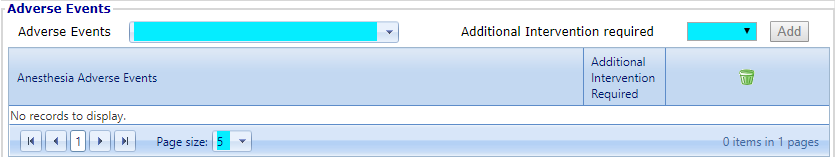 Adverse Events
Adverse Events Additional Intervention required Add
Anesthesia Adverse Events Additional Intervention Required
No records to display.
1 Page size: 5 0 items in 1 pages